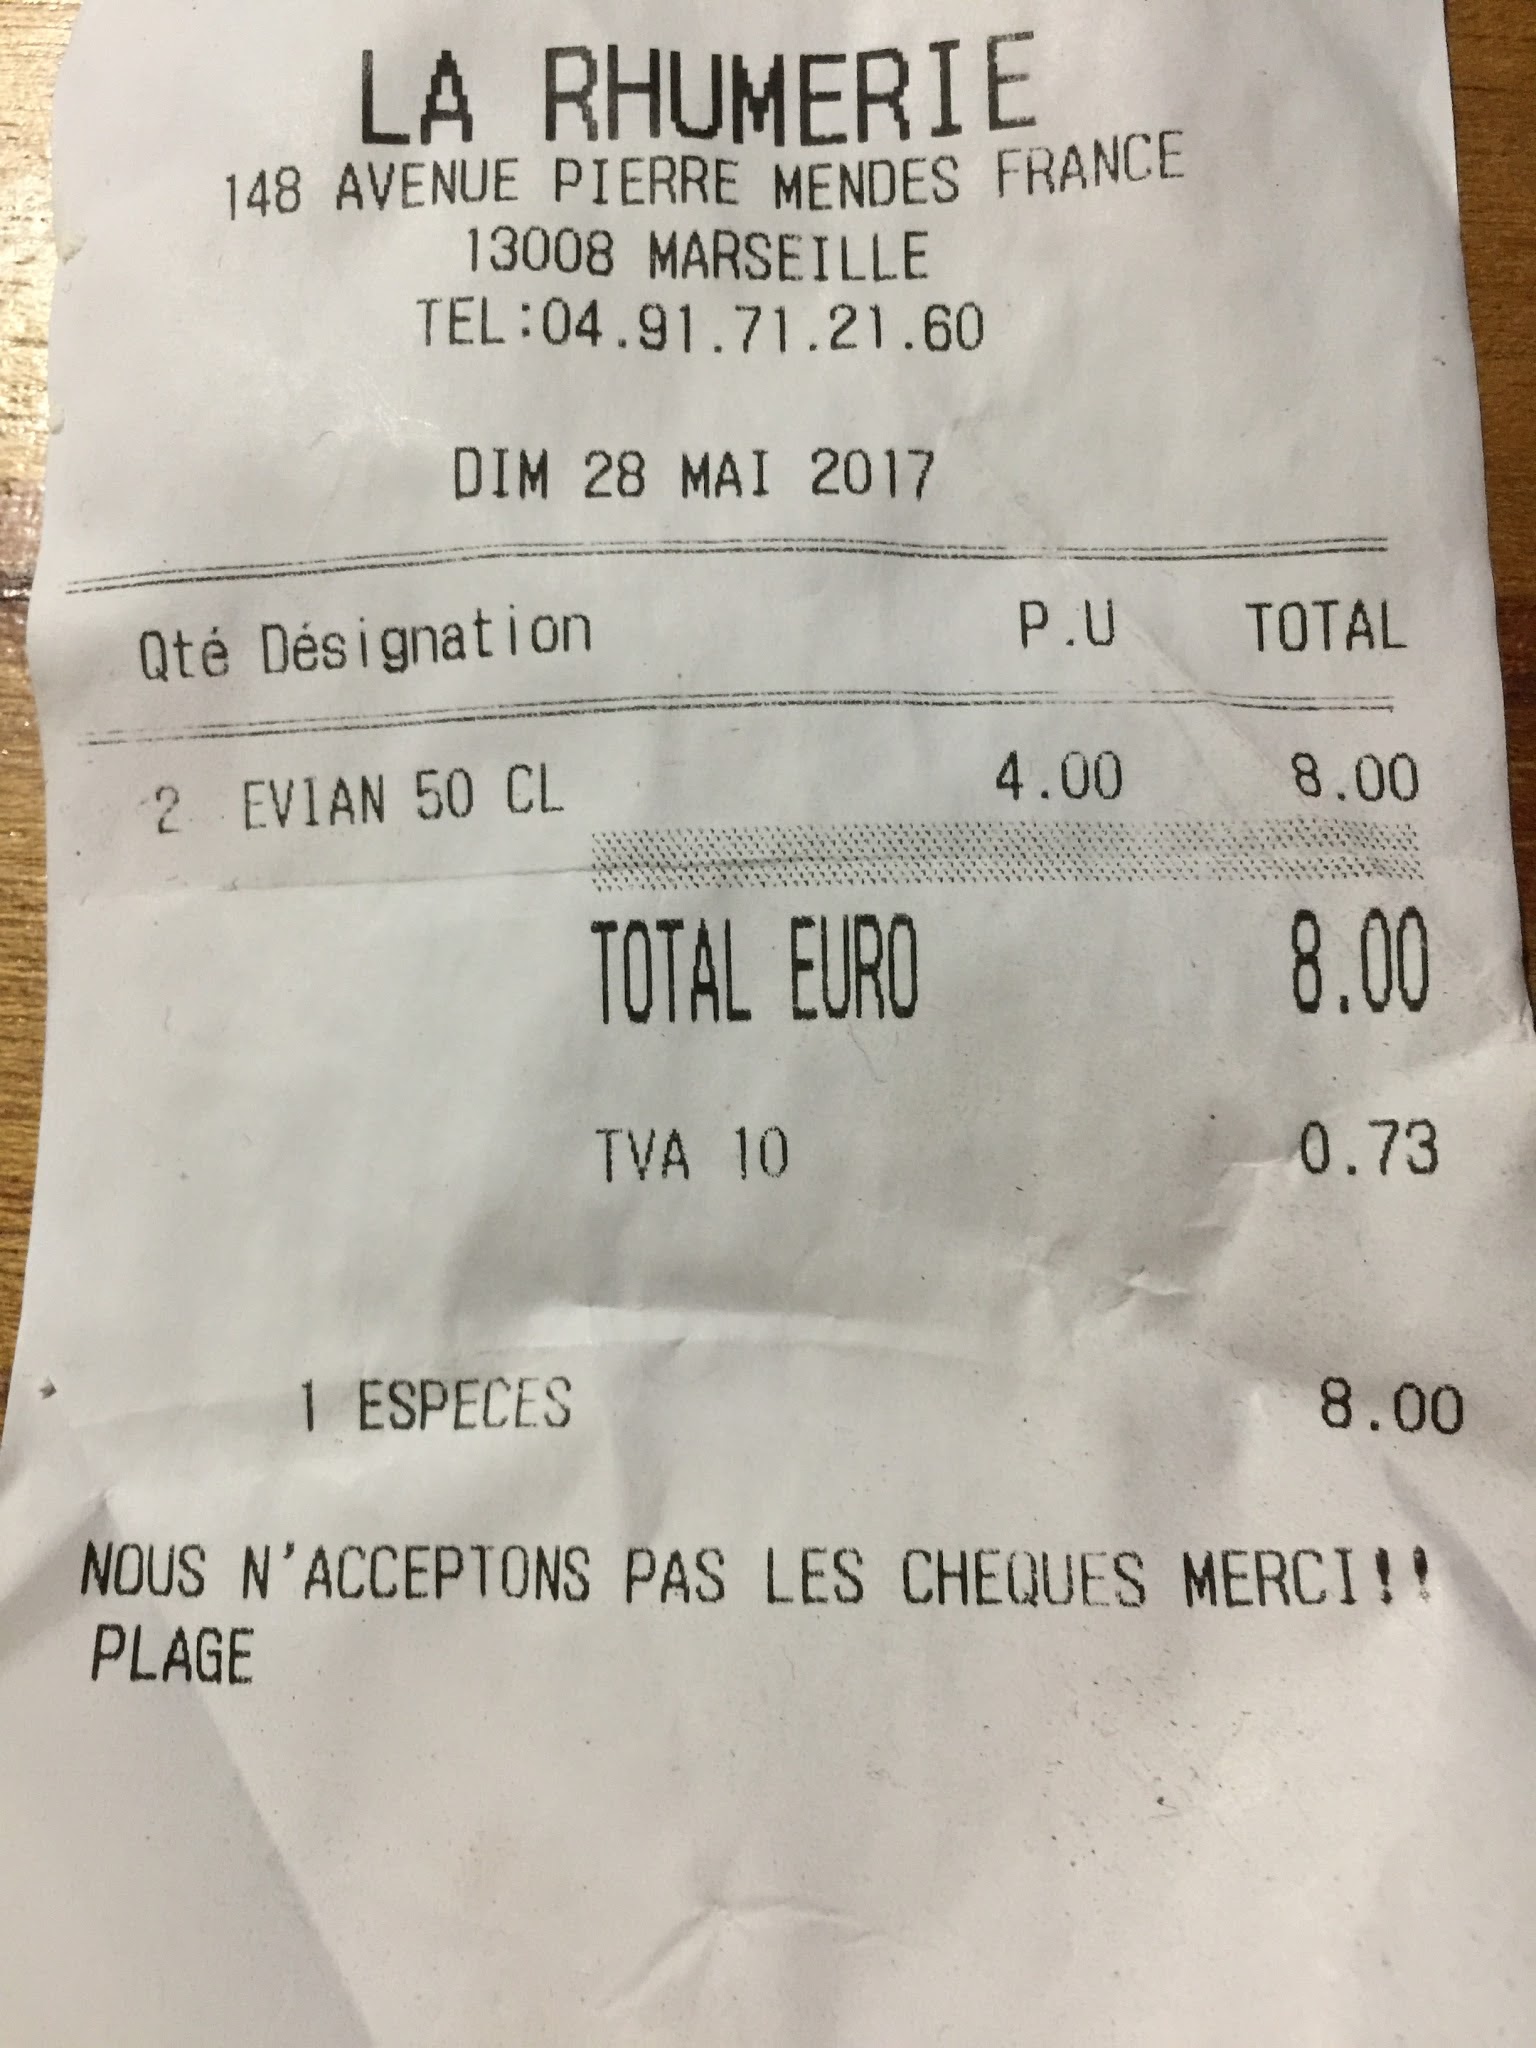 LA RHUMERIE
148 AVENUE PIERRE MENDES FRANCE
13008 MARSEILLE
TEL:04.91.71.21.60
DIM 28 MAI 2017
Qté Désignation P.U TOTAL
2 EVIAN 50 CL 4.00 8.00
TOTAL EURO 8.00
TVA 10 0.73
1 ESPECES 8.00
NOUS N'ACCEPTONS PAS LES CHEQUES MERCI!!
PLAGE